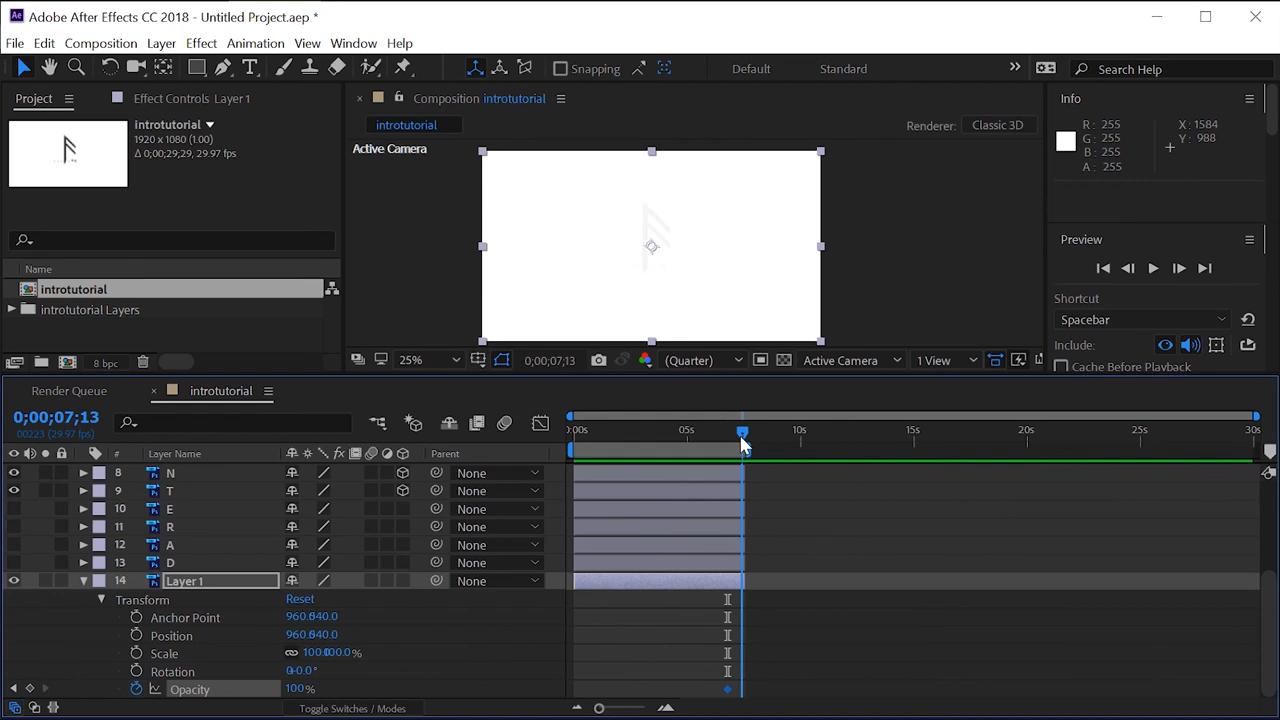 Adobe After Effects CC 2018 - Untitled Project.aep *
File Edit Composition Layer Effect Animation View Window Help
Snapping Default Standard Search Help
Project Effect Controls Layer 1 Composition introtutorial Info
introtutorial
1920 x 1080 (1.00)
Δ 0;00;29;29, 29.97 fps
introtutorial Renderer: Classic 3D
Active Camera
R: 255 X: 1584
G: 255 Y: 988
B: 255
A: 255
Preview
Name
introtutorial
introtutorial Layers
Shortcut
Spacebar
Include:
Cache Before Playback
8 bpc
25% 0;00;07;13 (Quarter) Active Camera 1 View
Render Queue introtutorial
0;00;07;13
00223 (29.97 fps)
0:00s 05s 10s 15s 20s 25s 30s
# Layer Name Parent
8 N None
9 T None
10 E None
11 R None
12 A None
13 D None
14 Layer 1 None
Transform Reset
Anchor Point 960.0540.0
Position 960.0540.0
Scale 100.0100.0%
Rotation 0+0.0°
Opacity 100%
Toggle Switches / Modes